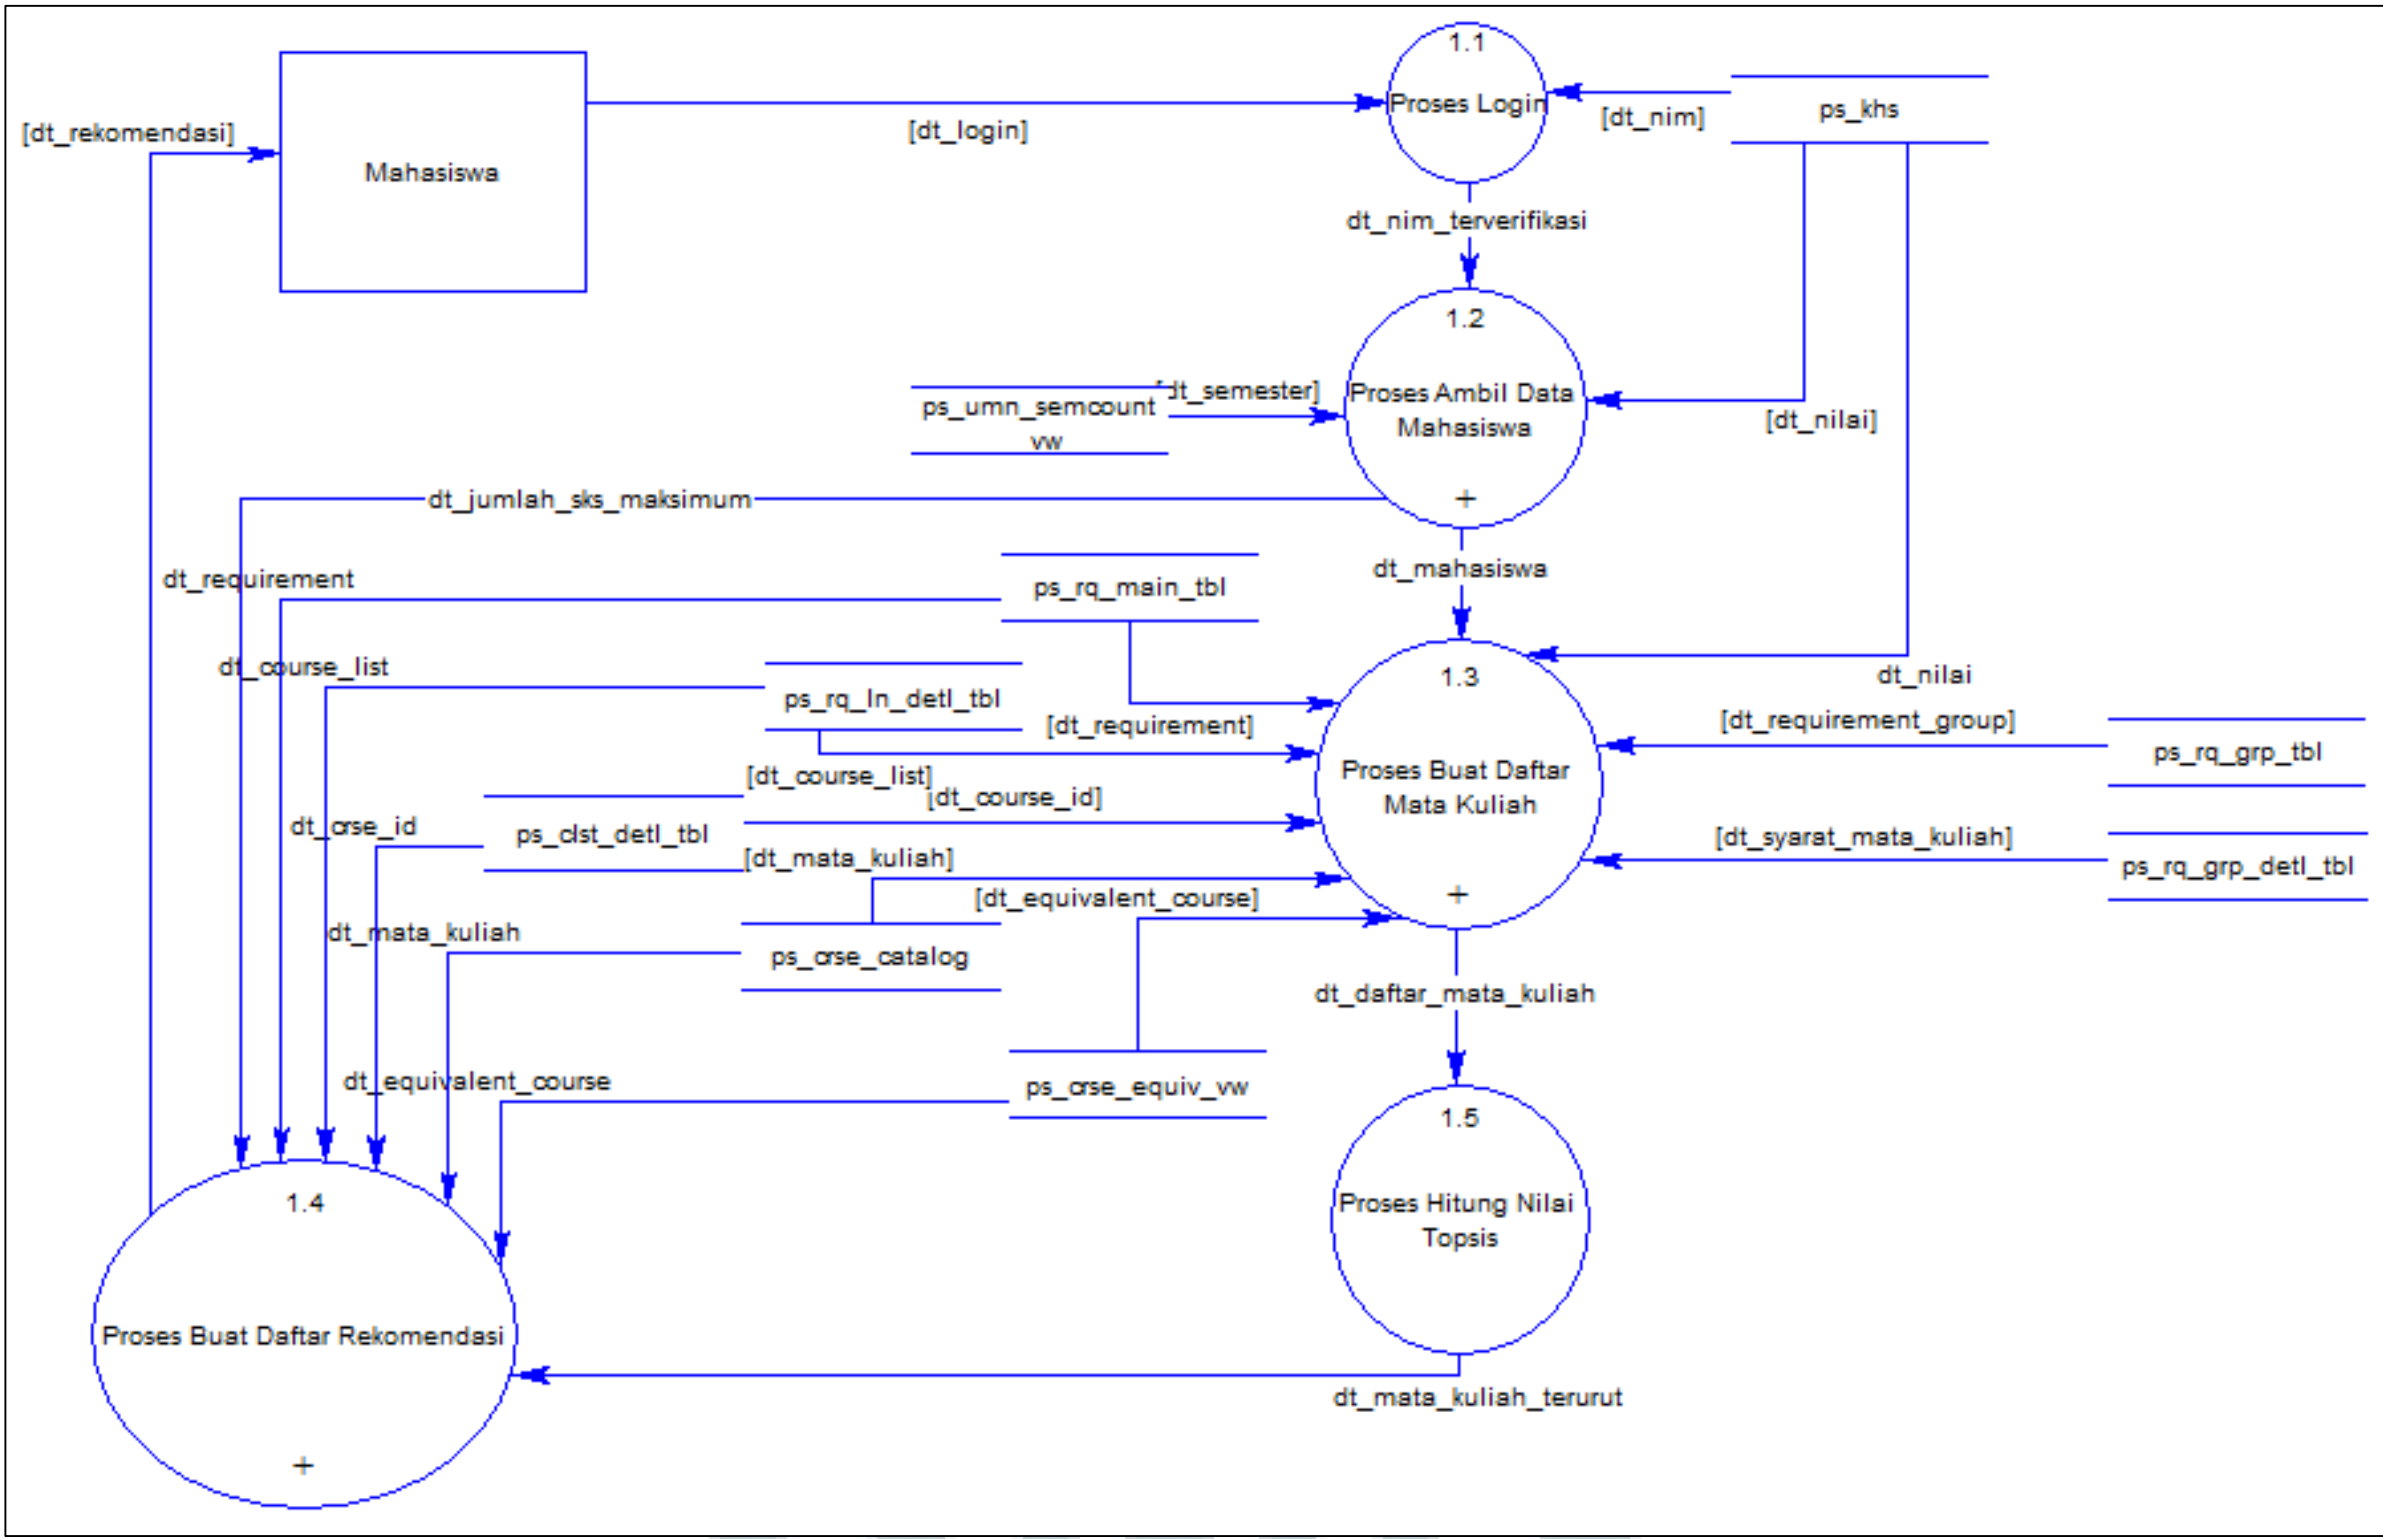 1.1
Proses Login
[dt_nim]
ps_khs
[dt_rekomendasi]
[dt_login]
Mahasiswa
dt_nim_terverifikasi
1.2
Proses Ambil Data
Mahasiswa
+
[dt_semester]
ps_umn_semcount
vw
[dt_nilai]
dt_jumlah_sks_maksimum
dt_mahasiswa
dt_requirement
ps_rq_main_tbl
dt_course_list
ps_rq_ln_detl_tbl
[dt_requirement]
1.3
Proses Buat Daftar
Mata Kuliah
+
dt_nilai
[dt_requirement_group]
ps_rq_grp_tbl
[dt_course_list]
[dt_course_id]
dt_crse_id
ps_clst_detl_tbl
[dt_syarat_mata_kuliah]
ps_rq_grp_detl_tbl
[dt_mata_kuliah]
[dt_equivalent_course]
dt_mata_kuliah
ps_crse_catalog
dt_daftar_mata_kuliah
dt_equivalent_course
ps_crse_equiv_vw
1.5
Proses Hitung Nilai
Topsis
1.4
Proses Buat Daftar Rekomendasi
+
dt_mata_kuliah_terurut